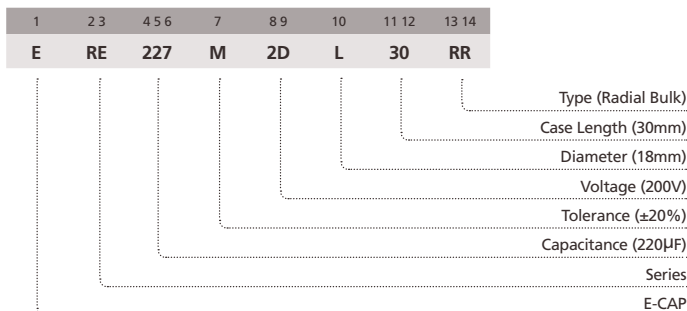 1 2 3 4 5 6 7 8 9 10 11 12 13 14
E RE 227 M 2D L 30 RR
Type (Radial Bulk)
Case Length (30mm)
Diameter (18mm)
Voltage (200V)
Tolerance (±20%)
Capacitance (220μF)
Series
E-CAP